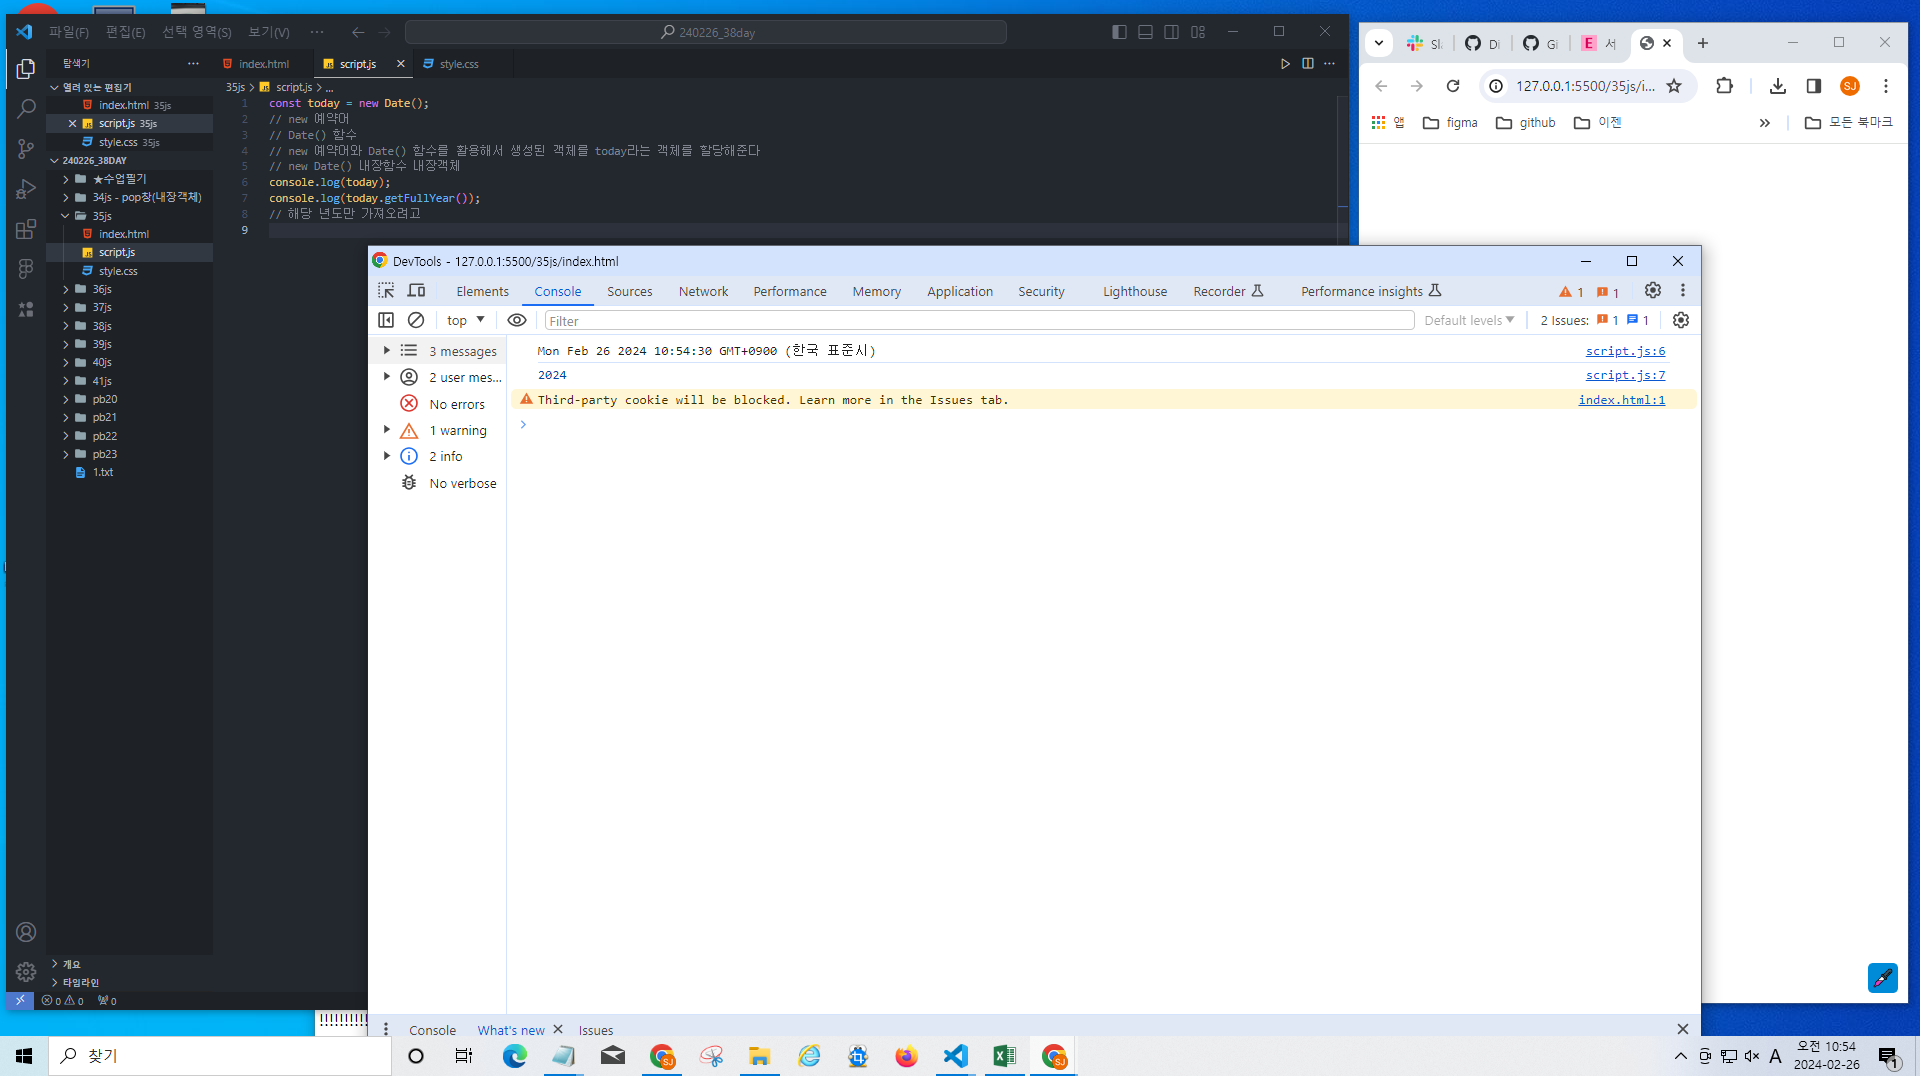 파일(F) 편집(E) 선택 영역(S) 보기(V) ··· 240226_38day
탐색기 ···
열려 있는 편집기
index.html 35js
script.js 35js
style.css 35js
240226_38DAY
★수업필기
34js - pop창(내장객체)
35js
index.html
script.js
style.css
36js
37js
38js
39js
40js
41js
pb20
pb21
pb22
pb23
1.txt
개요
타임라인
0 0 0
index.html script.js style.css
35js > script.js > ...
1 const today = new Date();
2 // new 예약어
3 // Date() 함수
4 // new 예약어와 Date() 함수를 활용해서 생성된 객체를 today라는 객체를 할당해준다
5 // new Date() 내장함수 내장객체
6 console.log(today);
7 console.log(today.getFullYear());
8 // 해당 년도만 가져오려고
9
DevTools - 127.0.0.1:5500/35js/index.html
Elements Console Sources Network Performance Memory Application Security Lighthouse Recorder Performance insights 1 1
top Filter Default levels 2 Issues: 1 1
3 messages
2 user mes...
No errors
1 warning
2 info
No verbose
Mon Feb 26 2024 10:54:30 GMT+0900 (한국 표준시) script.js:6
2024 script.js:7
Third-party cookie will be blocked. Learn more in the Issues tab. index.html:1
>
Console What's new Issues
Di Gi E 서
127.0.0.1:5500/35js/i... SJ
앱 figma github 이젠 » 모든 북마크
찾기
SJ SJ
A 오전 10:54
2024-02-26
1